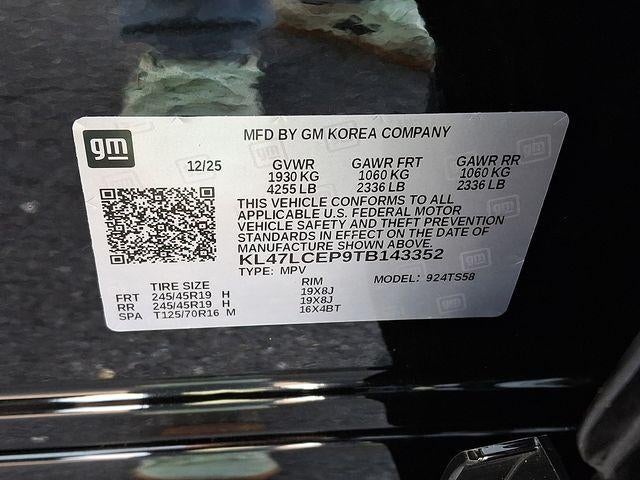 gm
MFD BY GM KOREA COMPANY
12/25 GVWR GAWR FRT GAWR RR
1930 KG 1060 KG 1060 KG
4255 LB 2336 LB 2336 LB
THIS VEHICLE CONFORMS TO ALL
APPLICABLE U.S. FEDERAL MOTOR
VEHICLE SAFETY AND THEFT PREVENTION
STANDARDS IN EFFECT ON THE DATE OF
MANUFACTURE SHOWN ABOVE.
KL47LCEP9TB143352
TYPE: MPV MODEL: 924TS58
TIRE SIZE RIM
FRT 245/45R19 H 19X8J
RR 245/45R19 H 19X8J
SPA T125/70R16 M 16X4BT